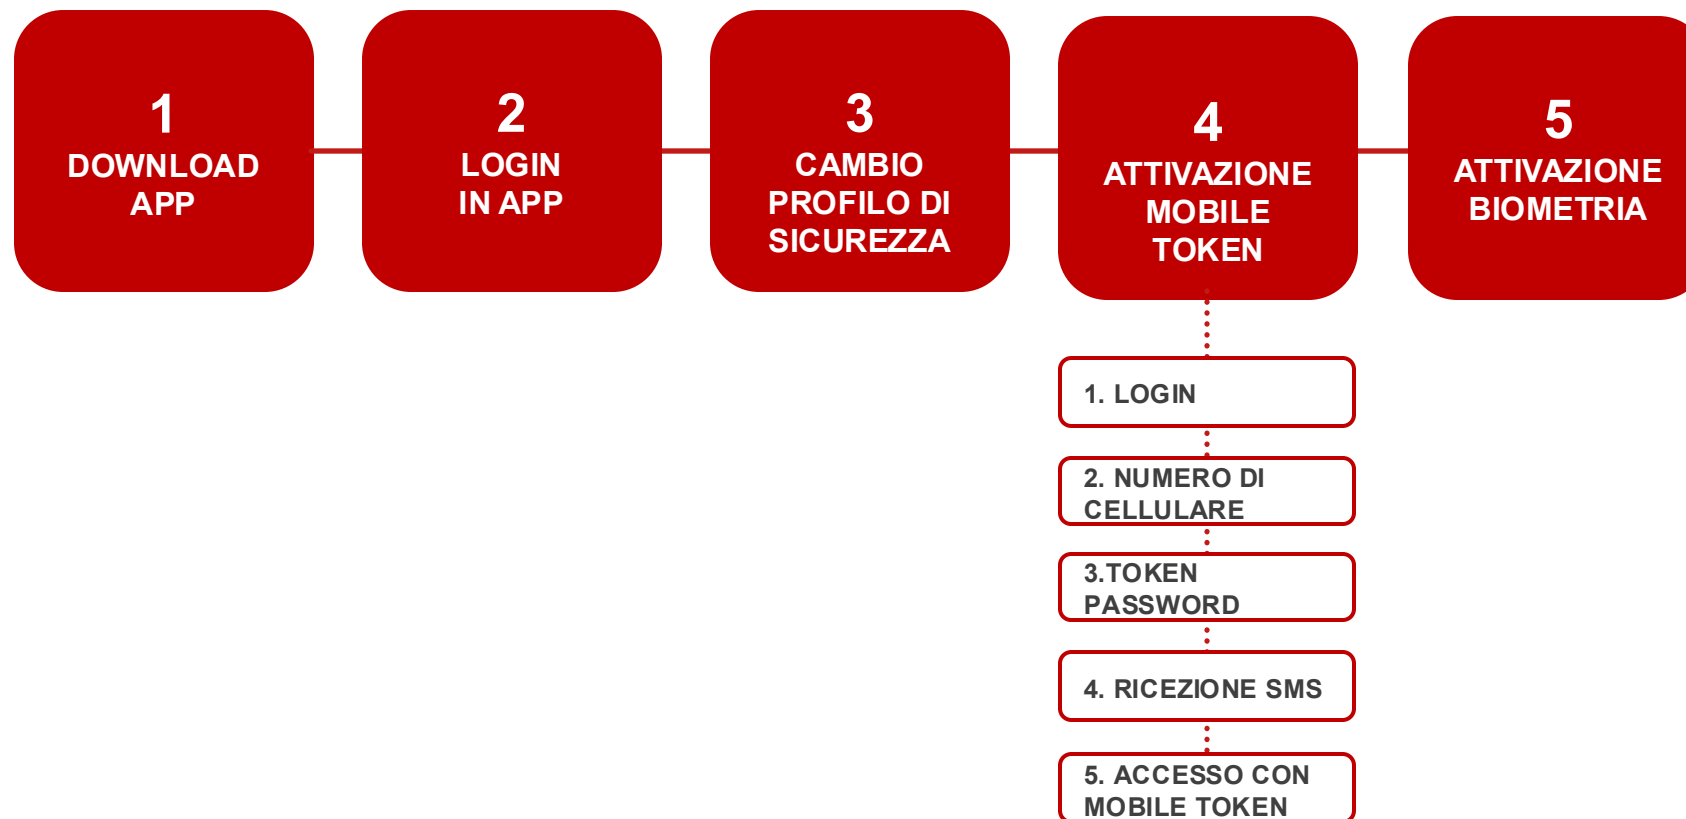 1
DOWNLOAD
APP
2
LOGIN
IN APP
3
CAMBIO
PROFILO DI
SICUREZZA
4
ATTIVAZIONE
MOBILE
TOKEN
5
ATTIVAZIONE
BIOMETRIA
1. LOGIN
2. NUMERO DI
CELLULARE
3.TOKEN
PASSWORD
4. RICEZIONE SMS
5. ACCESSO CON
MOBILE TOKEN